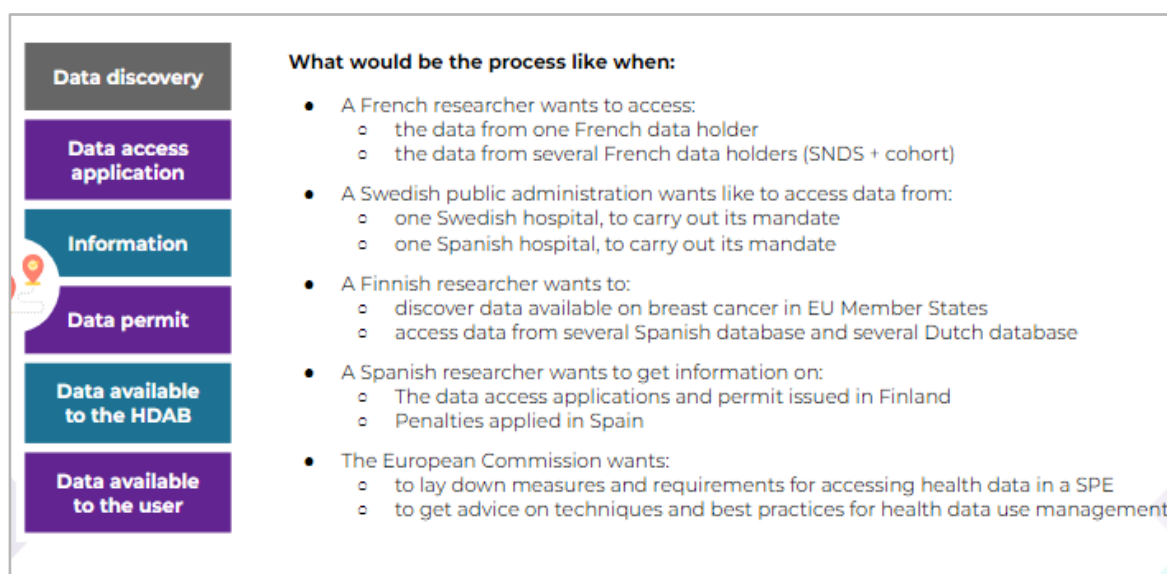 Data discovery
Data access
application
Information
Data permit
Data available
to the HDAB
Data available
to the user
What would be the process like when:
● A French researcher wants to access:
○ the data from one French data holder
○ the data from several French data holders (SNDS + cohort)
● A Swedish public administration wants like to access data from:
○ one Swedish hospital, to carry out its mandate
○ one Spanish hospital, to carry out its mandate
● A Finnish researcher wants to:
○ discover data available on breast cancer in EU Member States
○ access data from several Spanish database and several Dutch database
● A Spanish researcher wants to get information on:
○ The data access applications and permit issued in Finland
○ Penalties applied in Spain
● The European Commission wants:
○ to lay down measures and requirements for accessing health data in a SPE
○ to get advice on techniques and best practices for health data use management